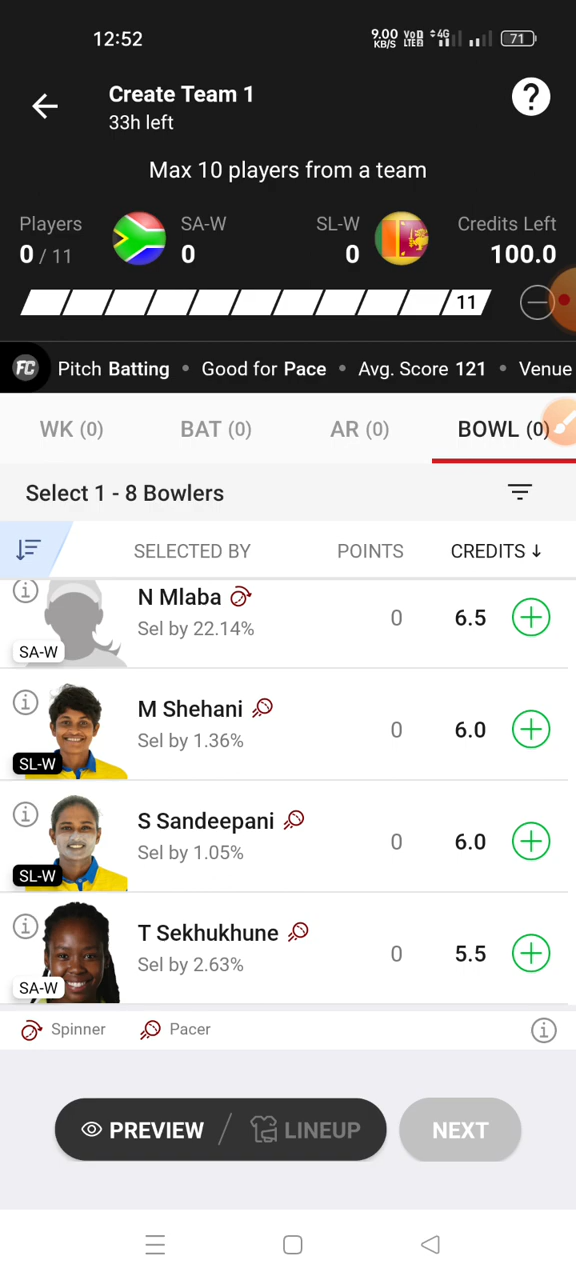 12:52
9.00 KB/S VoD LTE2 4G 71
Create Team 1
33h left
?
Max 10 players from a team
Players SA-W SL-W Credits Left
0 / 11 0 0 100.0
11
FC Pitch Batting • Good for Pace • Avg. Score 121 • Venue
WK (0) BAT (0) AR (0) BOWL (0)
Select 1 - 8 Bowlers
SELECTED BY POINTS CREDITS ↓
N Mlaba
Sel by 22.14%
0 6.5
SA-W
M Shehani
Sel by 1.36%
0 6.0
SL-W
S Sandeepani
Sel by 1.05%
0 6.0
SL-W
T Sekhukhune
Sel by 2.63%
0 5.5
SA-W
Spinner Pacer
PREVIEW / LINEUP NEXT